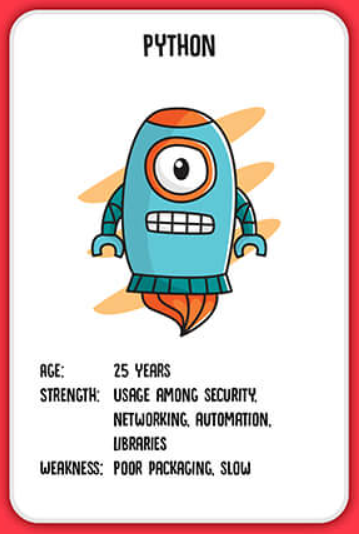 PYTHON
AGE: 25 YEARS
STRENGTH: USAGE AMONG SECURITY,
NETWORKING, AUTOMATION,
LIBRARIES
WEAKNESS: POOR PACKAGING, SLOW